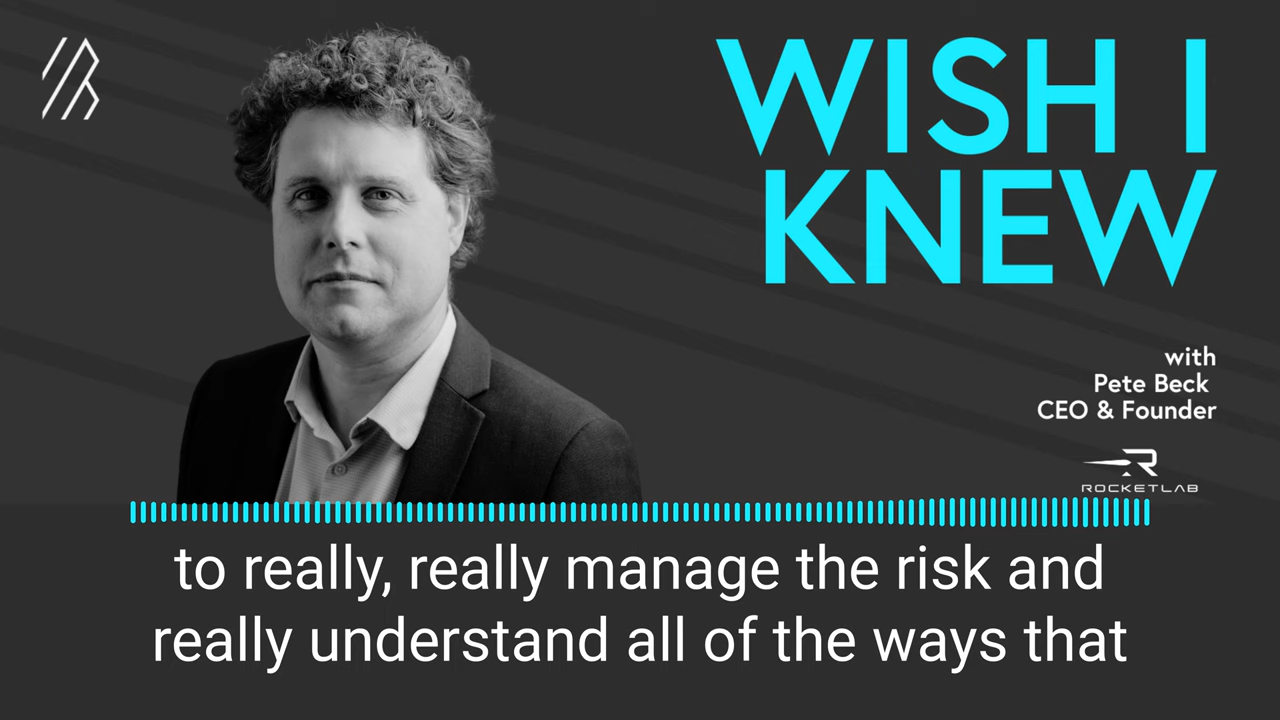 WISH I
KNEW
with
Pete Beck
CEO & Founder
ROCKETLAB
to really, really manage the risk and
really understand all of the ways that